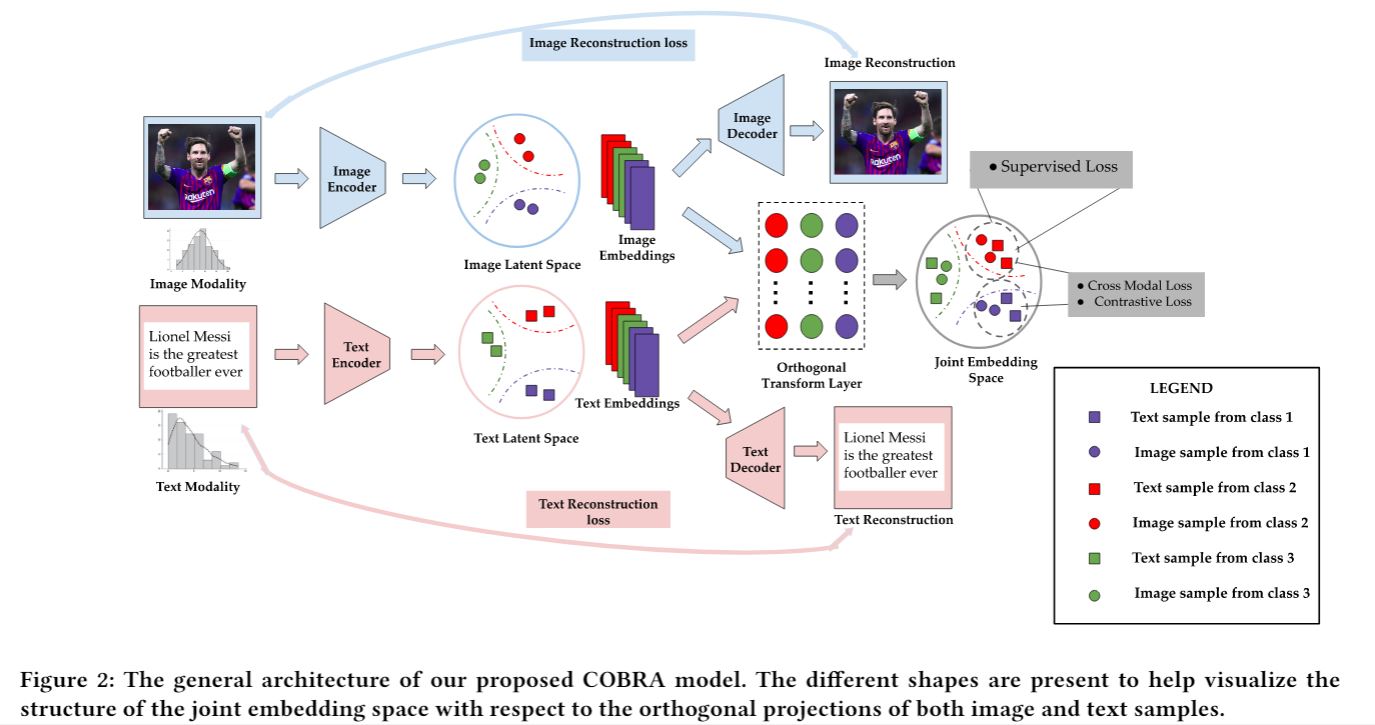 Image Reconstruction loss
Image Reconstruction
Image
Encoder
Image
Decoder
Rakuten
Rakuten
● Supervised Loss
Image Latent Space
Image
Embeddings
Image Modality
● Cross Modal Loss
● Contrastive Loss
Lionel Messi
is the greatest
footballer ever
Text
Encoder
Text Embeddings
Orthogonal
Transform Layer
Joint Embedding
Space
Text Latent Space
Text Modality
Text
Decoder
Lionel Messi
is the greatest
footballer ever
Text Reconstruction
Text Reconstruction
loss
LEGEND
Text sample from class 1
Image sample from class 1
Text sample from class 2
Image sample from class 2
Text sample from class 3
Image sample from class 3
Figure 2: The general architecture of our proposed COBRA model. The different shapes are present to help visualize the
structure of the joint embedding space with respect to the orthogonal projections of both image and text samples.